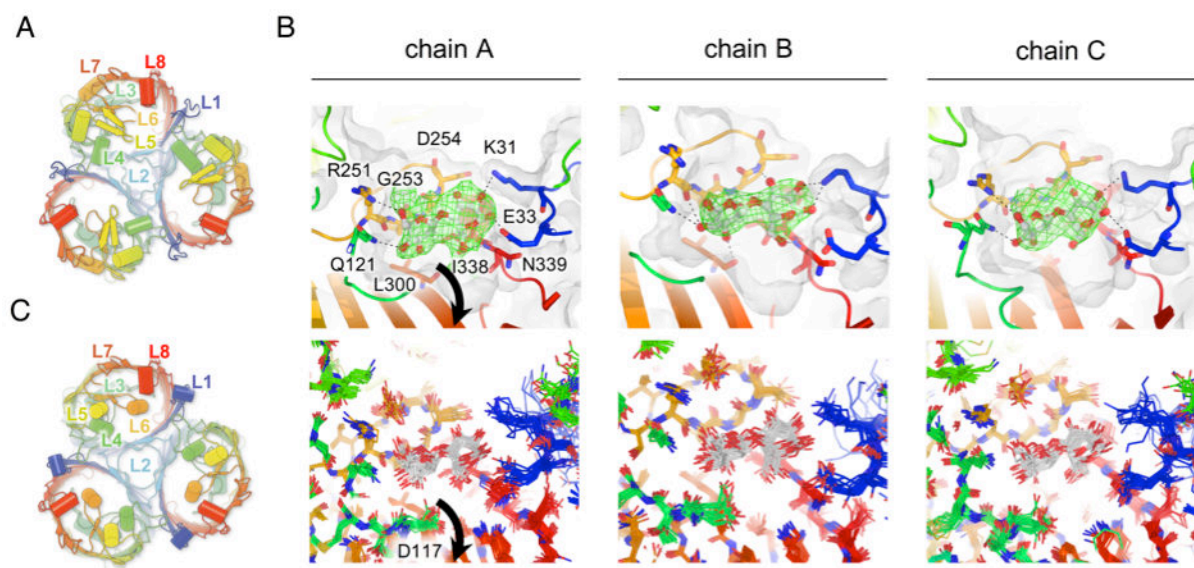 A
L7
L8
L3
L1
L6
L5
L4
L2
B
chain A
chain B
chain C
D254
K31
R251
G253
E33
Q121
I338
N339
L300
D117
C
L7
L8
L3
L1
L5
L6
L4
L2